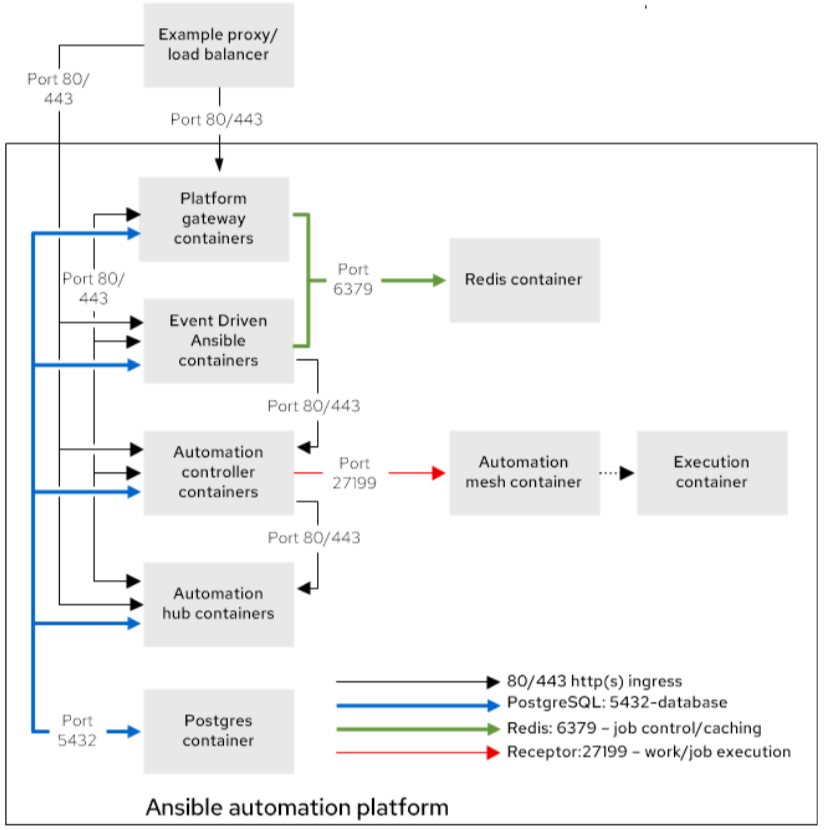 Example proxy/
load balancer
Port 80/
443
Port 80/443
Platform
gateway
containers
Port 80/
443
Port
6379
Redis container
Event Driven
Ansible
containers
Port 80/443
Automation
controller
containers
Port
27199
Automation
mesh container
Execution
container
Port 80/443
Automation
hub containers
80/443 http(s) ingress
PostgreSQL: 5432-database
Redis: 6379 – job control/caching
Receptor:27199 – work/job execution
Port
5432
Postgres
container
Ansible automation platform